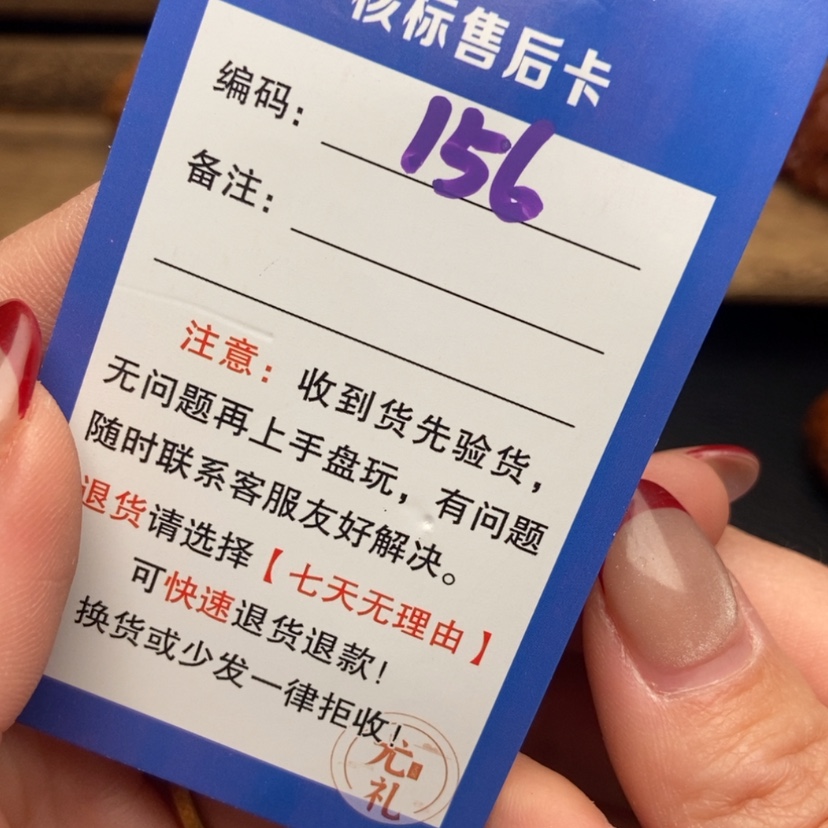 核标售后卡
编码：156
备注：
注意：收到货先验货，
无问题再上手盘玩，有问题
随时联系客服友好解决。
退货请选择【七天无理由】
可快速退货退款！
换货或少发一律拒收！
元
礼